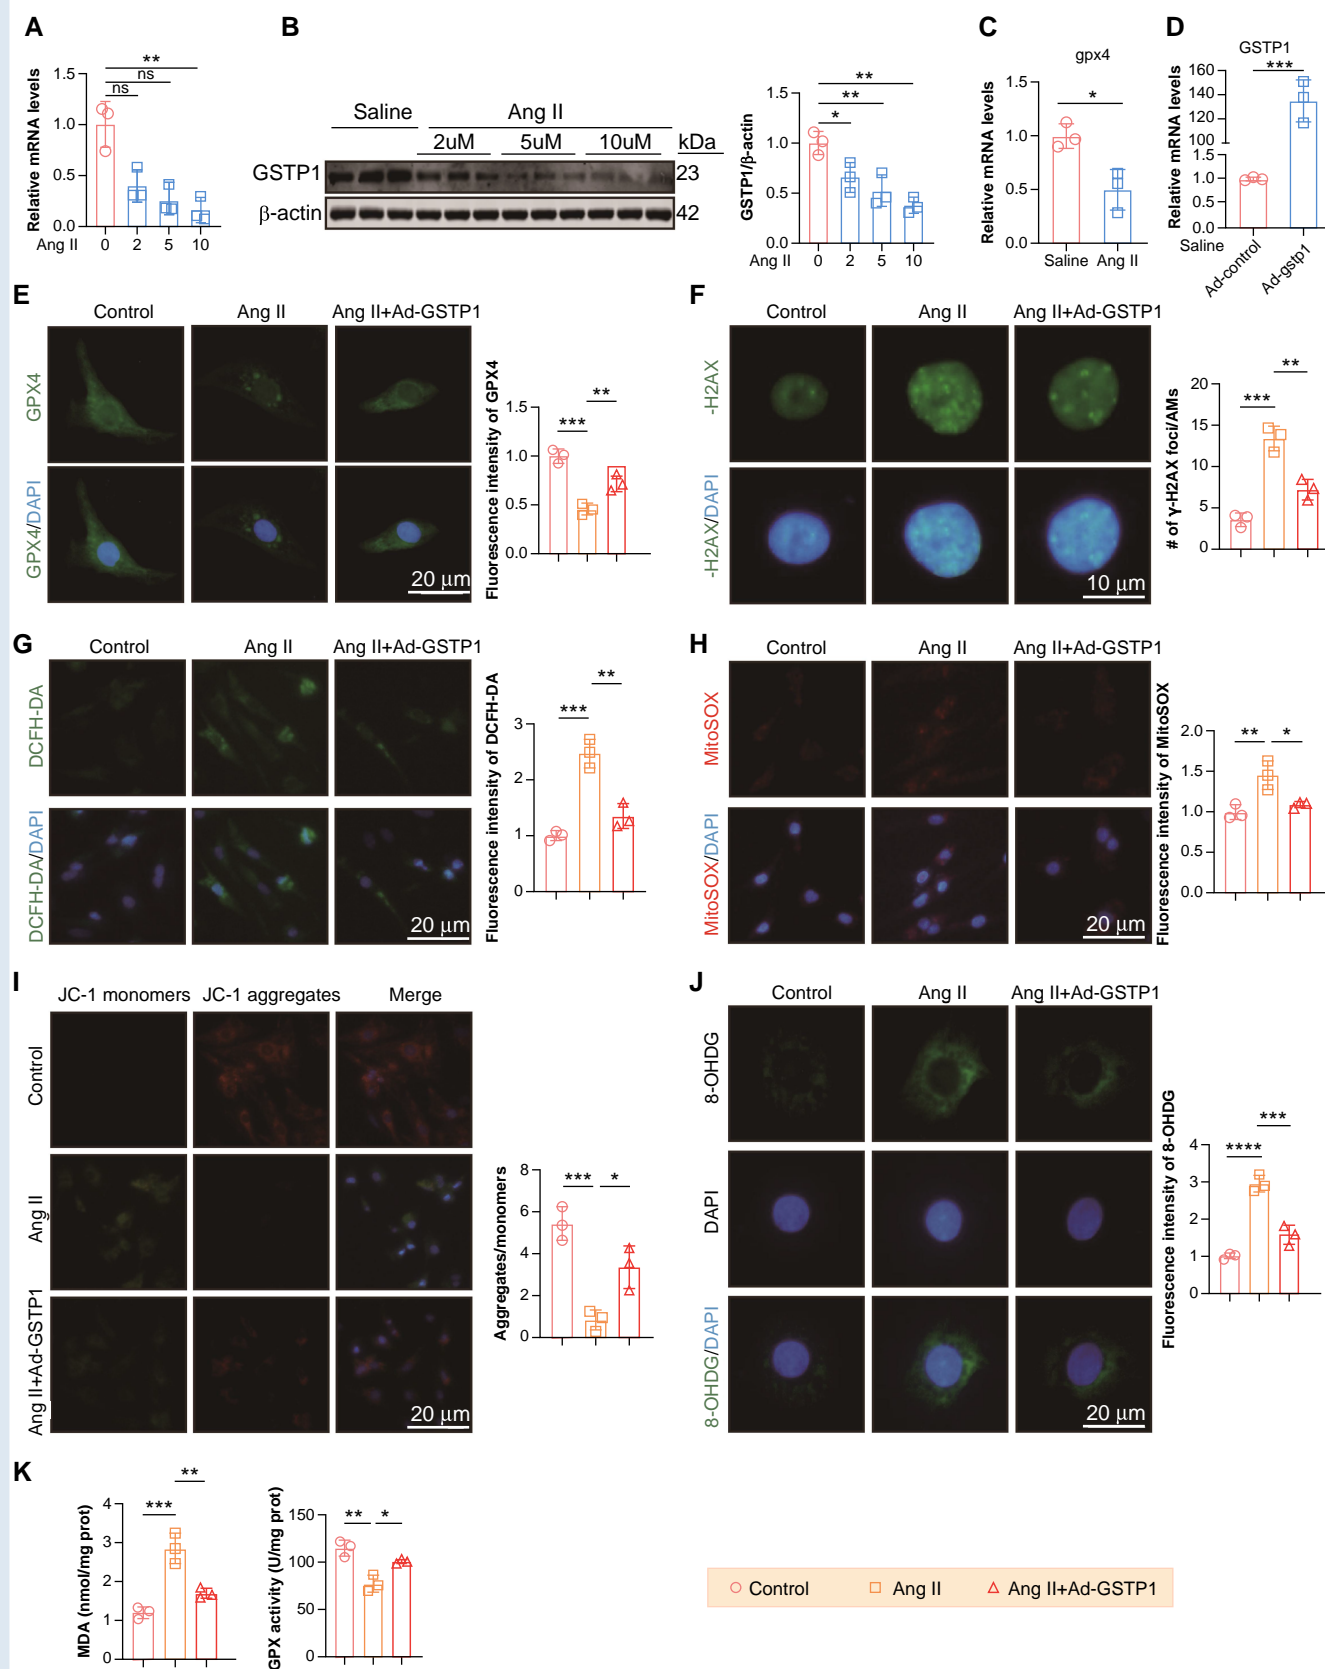 A
Relative mRNA levels
1.5
1.0
0.5
0.0
**
ns
ns
Ang II 0 2 5 10
B
Saline Ang II
2uM 5uM 10uM kDa
GSTP1 23
β-actin 42
GSTP1/β-actin
1.5
1.0
0.5
0.0
**
**
*
Ang II 0 2 5 10
C
gpx4
Relative mRNA levels
1.5
1.0
0.5
0.0
*
Saline Ang II
D
GSTP1
Relative mRNA levels
160
140
120
100
1.5
1.0
0.5
0.0
***
Saline
Ad-control Ad-gstp1
E
Control Ang II Ang II+Ad-GSTP1
GPX4
GPX4/DAPI
20 μm
Fluorescence intensity of GPX4
1.5
1.0
0.5
0.0
*** **
F
Control Ang II Ang II+Ad-GSTP1
-H2AX
-H2AX/DAPI
10 μm
# of γ-H2AX foci/AMs
20
15
10
5
0
*** **
G
Control Ang II Ang II+Ad-GSTP1
DCFH-DA
DCFH-DA/DAPI
20 μm
Fluorescence intensity of DCFH-DA
3
2
1
0
*** **
H
Control Ang II Ang II+Ad-GSTP1
MitoSOX
MitoSOX/DAPI
20 μm
Fluorescence intensity of MitoSOX
2.0
1.5
1.0
0.5
0.0
** *
I
JC-1 monomers JC-1 aggregates Merge
Control
Ang II
Ang II+Ad-GSTP1
20 μm
Aggregates/monomers
8
6
4
2
0
*** *
J
Control Ang II Ang II+Ad-GSTP1
8-OHDG
DAPI
8-OHDG/DAPI
20 μm
Fluorescence intensity of 8-OHDG
4
3
2
1
0
**** ***
K
MDA (nmol/mg prot)
4
3
2
1
0
*** **
GPX activity (U/mg prot)
150
100
50
0
** *
Control Ang II Ang II+Ad-GSTP1